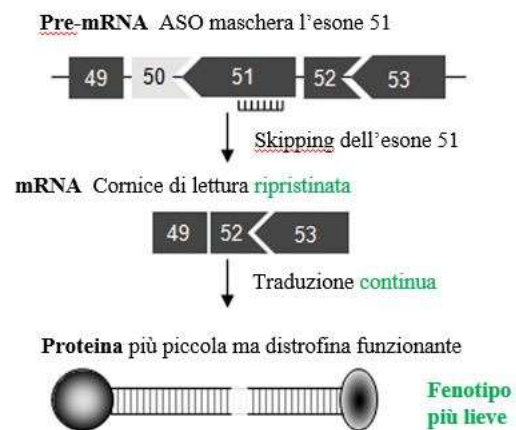 Pre-mRNA ASO maschera l'esone 51
49 50 51 52 53
Skipping dell'esone 51
mRNA Cornice di lettura ripristinata
49 52 53
Traduzione continua
Proteina più piccola ma distrofina funzionante
Fenotipo
più lieve